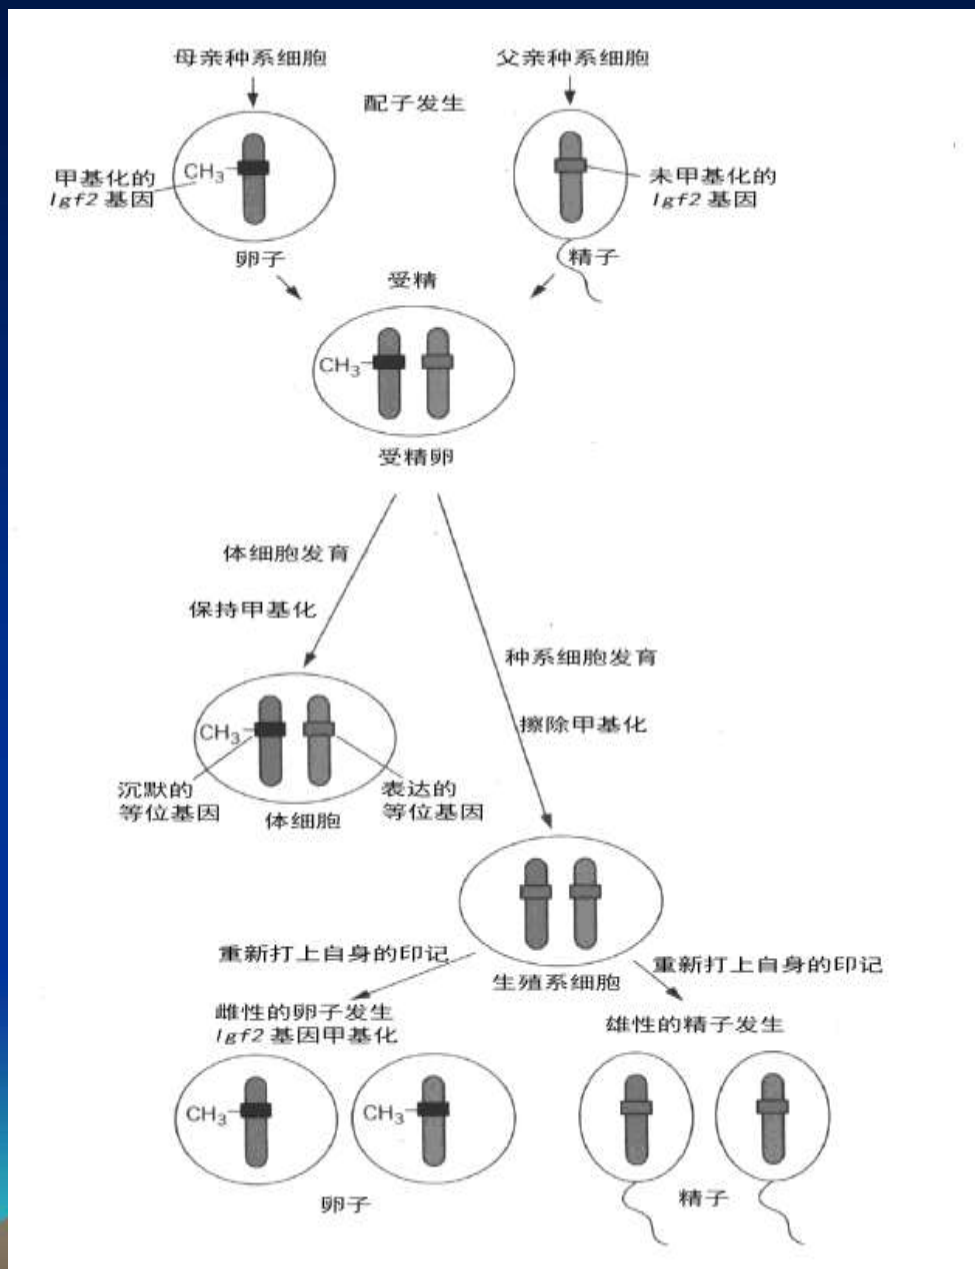 母亲种系细胞
父亲种系细胞
配子发生
CH₃
甲基化的
Igf2 基因
未甲基化的
Igf2 基因
卵子
精子
受精
CH₃
受精卵
体细胞发育
保持甲基化
种系细胞发育
擦除甲基化
CH₃
沉默的
等位基因
表达的
等位基因
体细胞
生殖系细胞
重新打上自身的印记
重新打上自身的印记
雌性的卵子发生
Igf2 基因甲基化
雄性的精子发生
CH₃
CH₃
卵子
精子